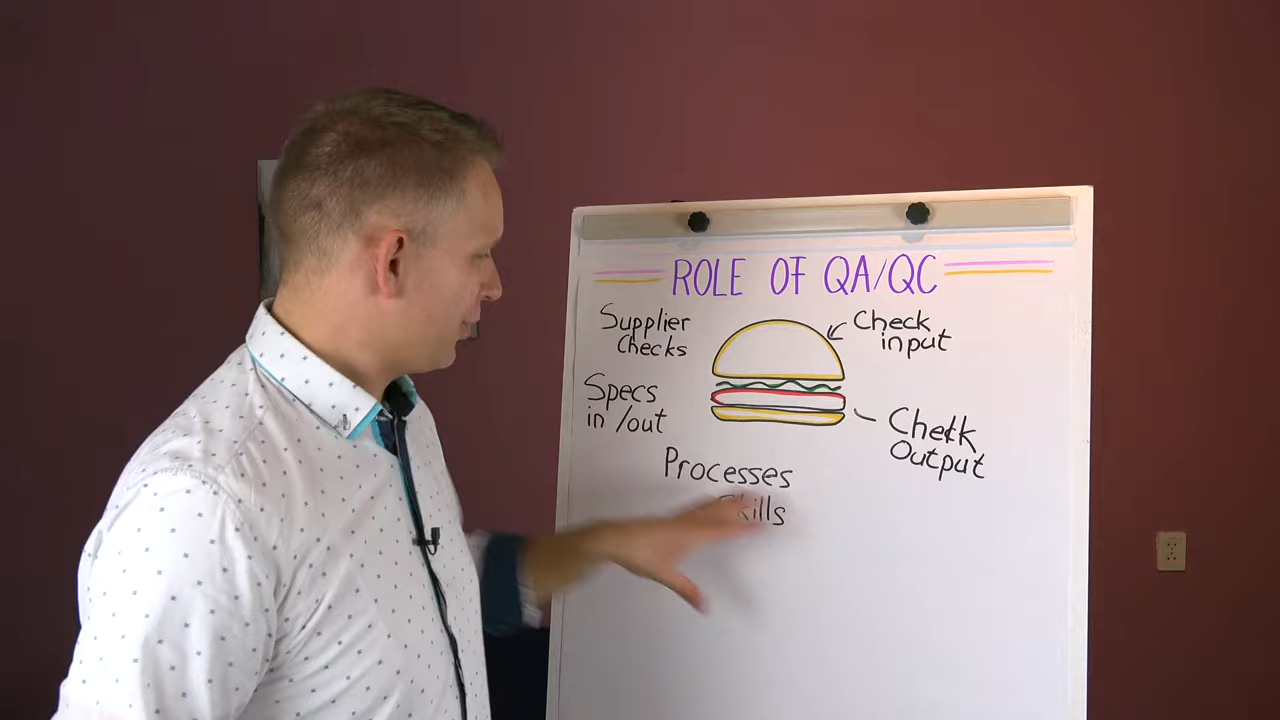 ROLE OF QA/QC
Supplier
Checks
Check
input
Specs
in/out
Check
Output
Processes
Skills